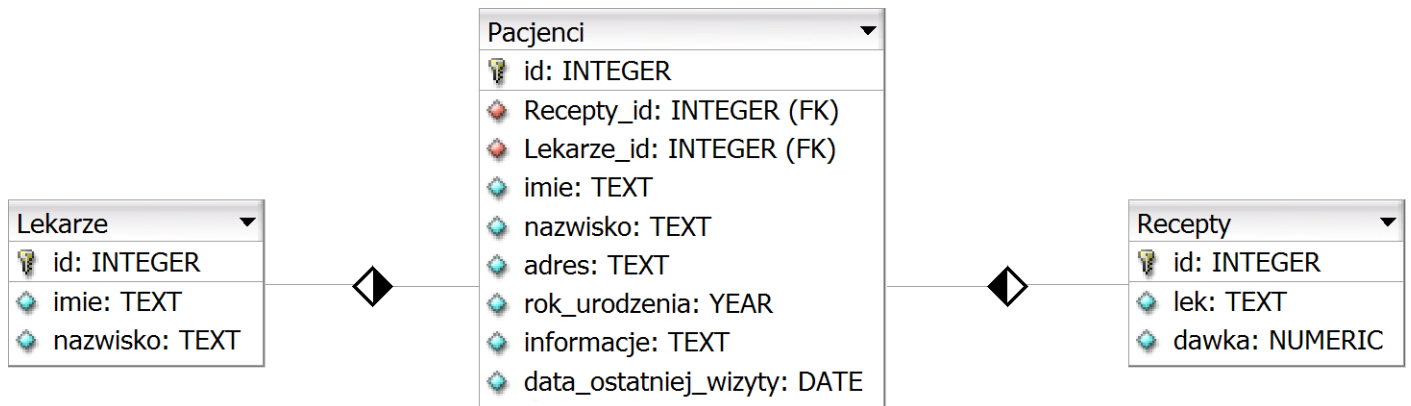 Lekarze
id: INTEGER
imie: TEXT
nazwisko: TEXT
Pacjenci
id: INTEGER
Recepty_id: INTEGER (FK)
Lekarze_id: INTEGER (FK)
imie: TEXT
nazwisko: TEXT
adres: TEXT
rok_urodzenia: YEAR
informacje: TEXT
data_ostatniej_wizyty: DATE
Recepty
id: INTEGER
lek: TEXT
dawka: NUMERIC